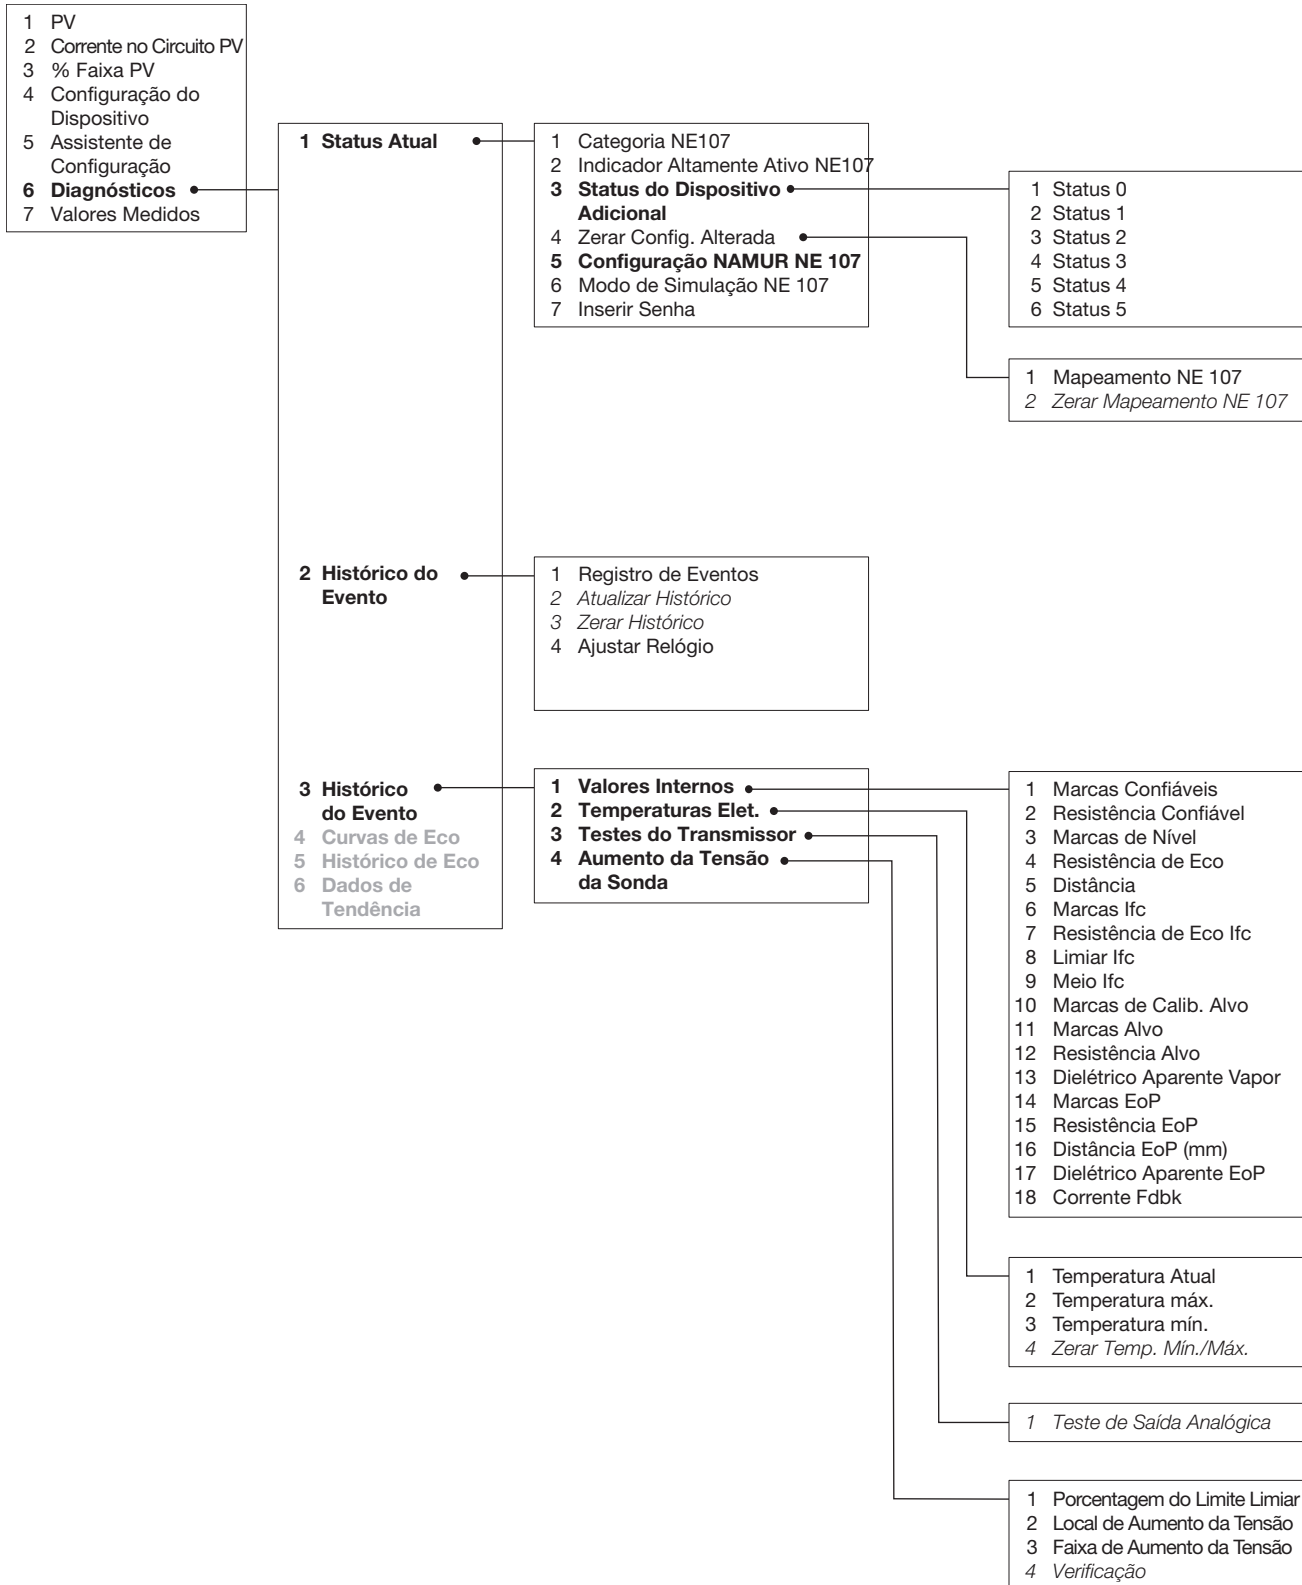 1 PV
2 Corrente no Circuito PV
3 % Faixa PV
4 Configuração do
Dispositivo
5 Assistente de
Configuração
6 Diagnósticos
7 Valores Medidos
1 Status Atual
1 Categoria NE107
2 Indicador Altamente Ativo NE107
3 Status do Dispositivo
Adicional
4 Zerar Config. Alterada
5 Configuração NAMUR NE 107
6 Modo de Simulação NE 107
7 Inserir Senha
1 Status 0
2 Status 1
3 Status 2
4 Status 3
5 Status 4
6 Status 5
1 Mapeamento NE 107
2 Zerar Mapeamento NE 107
2 Histórico do
Evento
1 Registro de Eventos
2 Atualizar Histórico
3 Zerar Histórico
4 Ajustar Relógio
3 Histórico
do Evento
4 Curvas de Eco
5 Histórico de Eco
6 Dados de
Tendência
1 Valores Internos
2 Temperaturas Elet.
3 Testes do Transmissor
4 Aumento da Tensão
da Sonda
1 Marcas Confiáveis
2 Resistência Confiável
3 Marcas de Nível
4 Resistência de Eco
5 Distância
6 Marcas Ifc
7 Resistência de Eco Ifc
8 Limiar Ifc
9 Meio Ifc
10 Marcas de Calib. Alvo
11 Marcas Alvo
12 Resistência Alvo
13 Dielétrico Aparente Vapor
14 Marcas EoP
15 Resistência EoP
16 Distância EoP (mm)
17 Dielétrico Aparente EoP
18 Corrente Fdbk
1 Temperatura Atual
2 Temperatura máx.
3 Temperatura mín.
4 Zerar Temp. Mín./Máx.
1 Teste de Saída Analógica
1 Porcentagem do Limite Limiar
2 Local de Aumento da Tensão
3 Faixa de Aumento da Tensão
4 Verificação